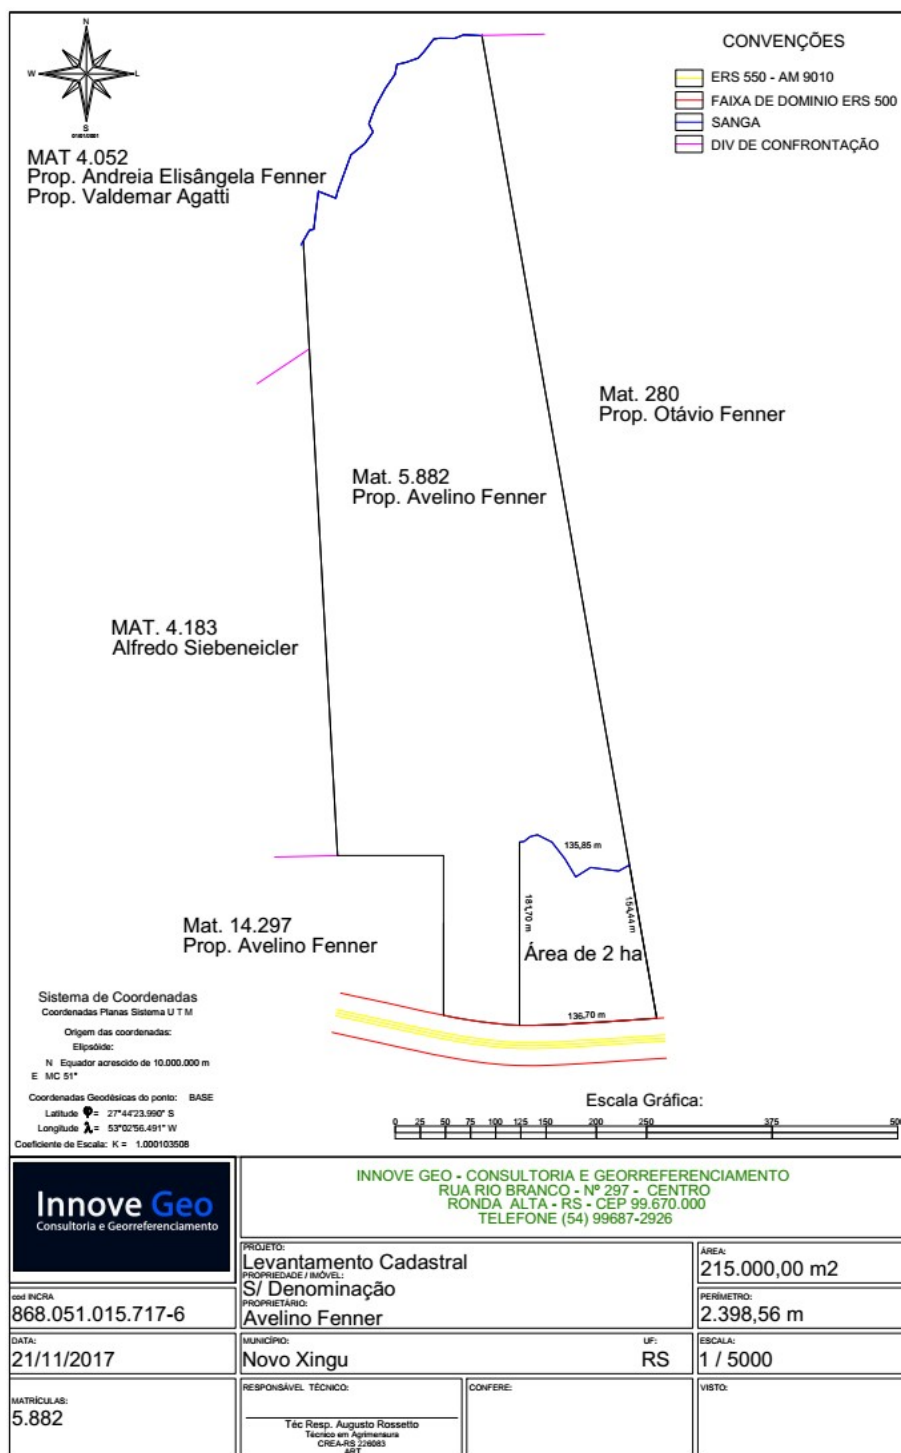 N
W
L
S
01/01/2001
CONVENÇÕES
ERS 550 - AM 9010
FAIXA DE DOMINIO ERS 500
SANGA
DIV DE CONFRONTAÇÃO
MAT 4.052
Prop. Andreia Elisângela Fenner
Prop. Valdemar Agatti
Mat. 280
Prop. Otávio Fenner
Mat. 5.882
Prop. Avelino Fenner
MAT. 4.183
Alfredo Siebeneicler
135,85 m
181,70 m
154,44 m
Área de 2 ha
136,70 m
Mat. 14.297
Prop. Avelino Fenner
Sistema de Coordenadas
Coordenadas Planas Sistema U T M
Origem das coordenadas:
Elipsóide:
N Equador acrescido de 10.000.000 m
E MC 51°
Coordenadas Geodésicas do ponto: BASE
Latitude φ = 27°44'23.990" S
Longitude λ = 53°02'56.491" W
Coeficiente de Escala: K = 1.000103508
Escala Gráfica:
0 25 50 75 100 125 150 200 250 375 500
Innove Geo
Consultoria e Georreferenciamento
INNOVE GEO - CONSULTORIA E GEORREFERENCIAMENTO
RUA RIO BRANCO - Nº 297 - CENTRO
RONDA ALTA - RS - CEP 99.670.000
TELEFONE (54) 99687-2926
PROJETO:
Levantamento Cadastral
PROPRIEDADE / IMÓVEL:
S/ Denominação
PROPRIETÁRIO:
Avelino Fenner
ÁREA:
215.000,00 m2
cod INCRA
868.051.015.717-6
PERÍMETRO:
2.398,56 m
DATA:
21/11/2017
MUNICÍPIO:
Novo Xingu
UF:
RS
ESCALA:
1 / 5000
MATRÍCULAS:
5.882
RESPONSÁVEL TÉCNICO:
Téc Resp. Augusto Rossetto
Técnico em Agrimensura
CREA-RS 226083
ART
CONFERE:
VISTO: